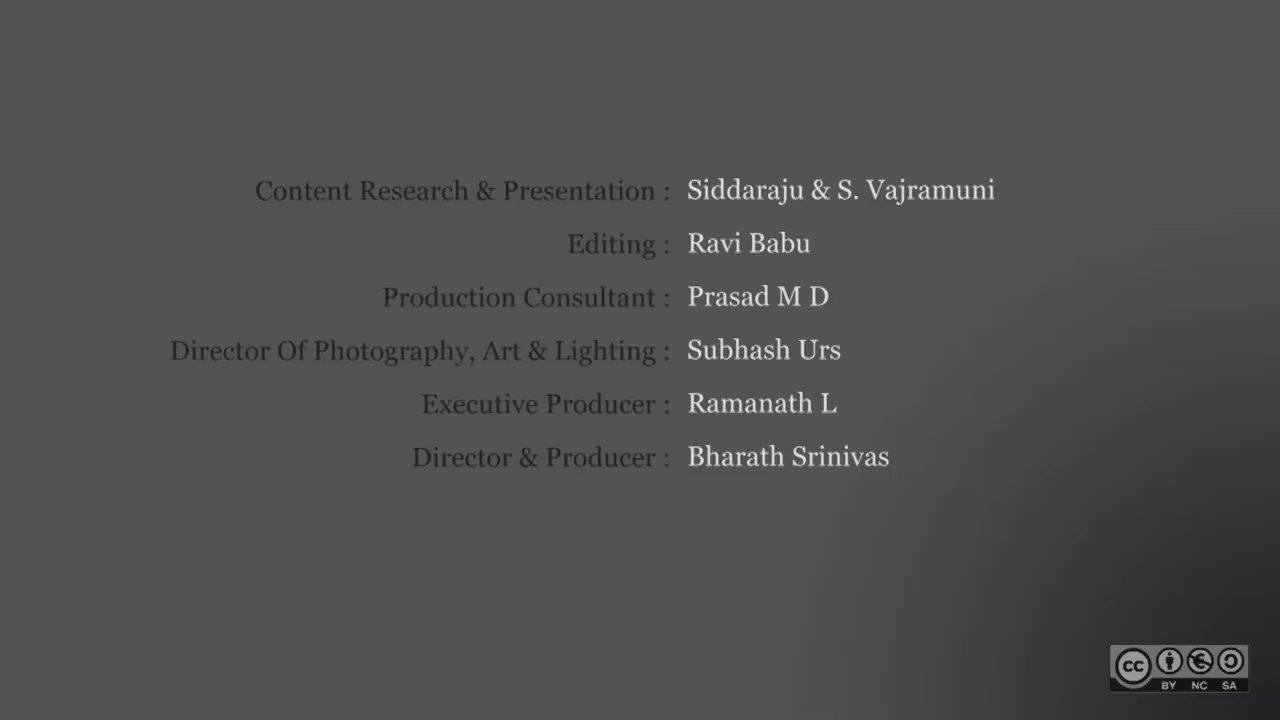 Content Research & Presentation : Siddaraju & S. Vajramuni
Editing : Ravi Babu
Production Consultant : Prasad M D
Director Of Photography, Art & Lighting : Subhash Urs
Executive Producer : Ramanath L
Director & Producer : Bharath Srinivas
cc
BY NC SA